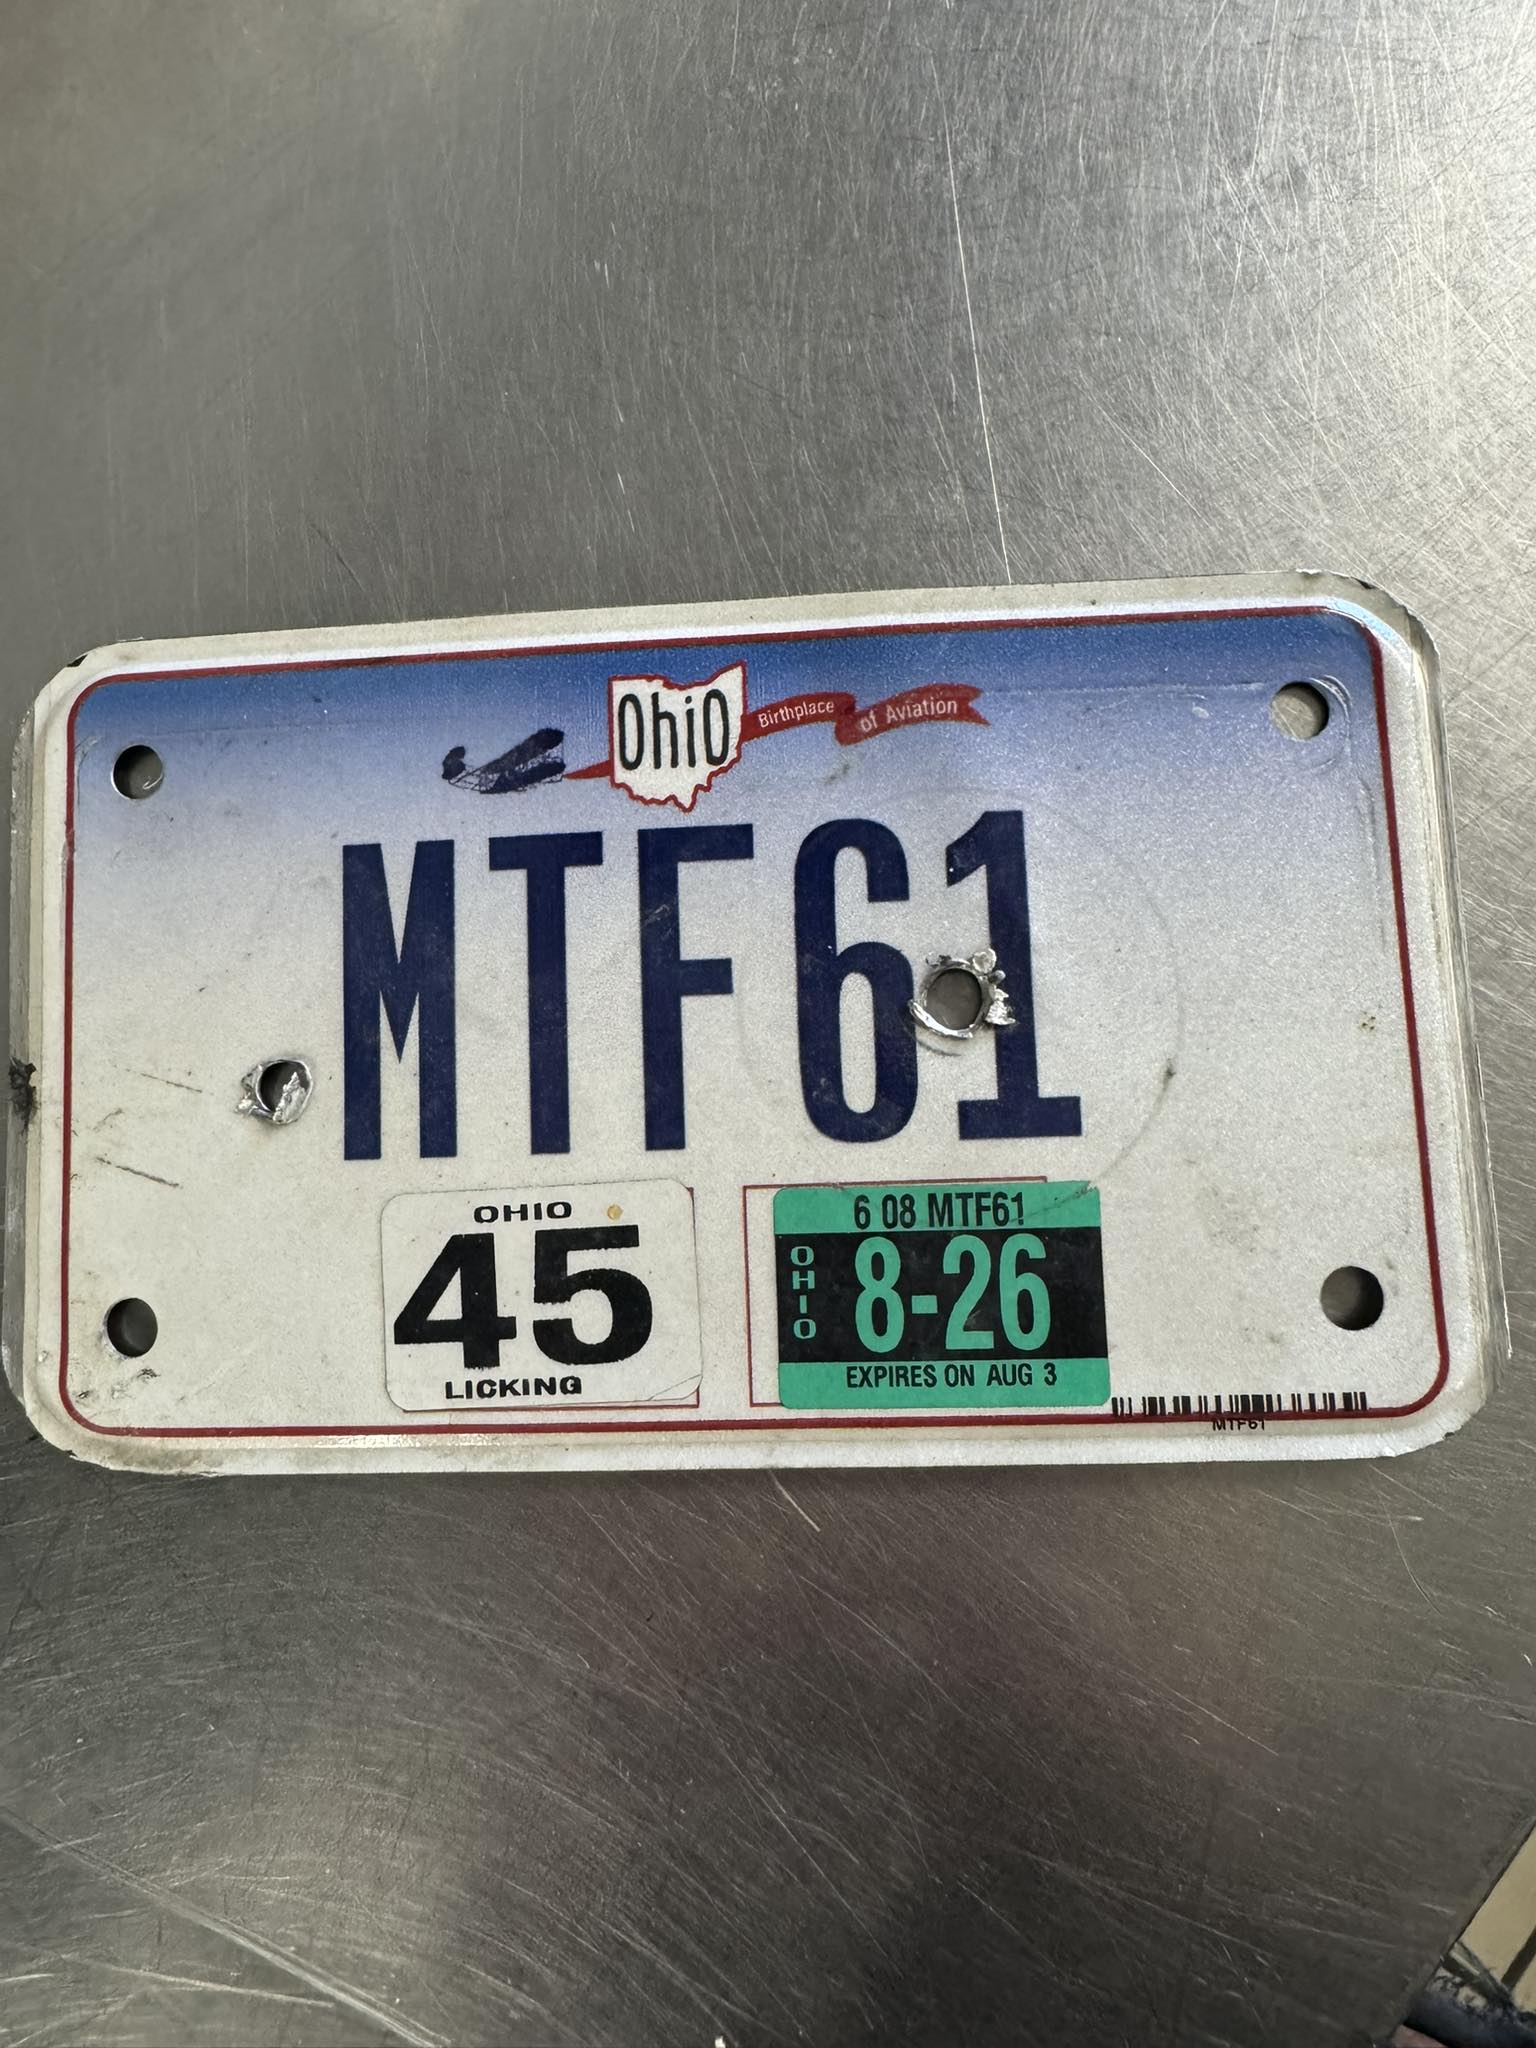 OhiO
Birthplace of Aviation
MTF61
OHIO
45
LICKING
6 08 MTF61
OHIO
8-26
EXPIRES ON AUG 3
MTF61